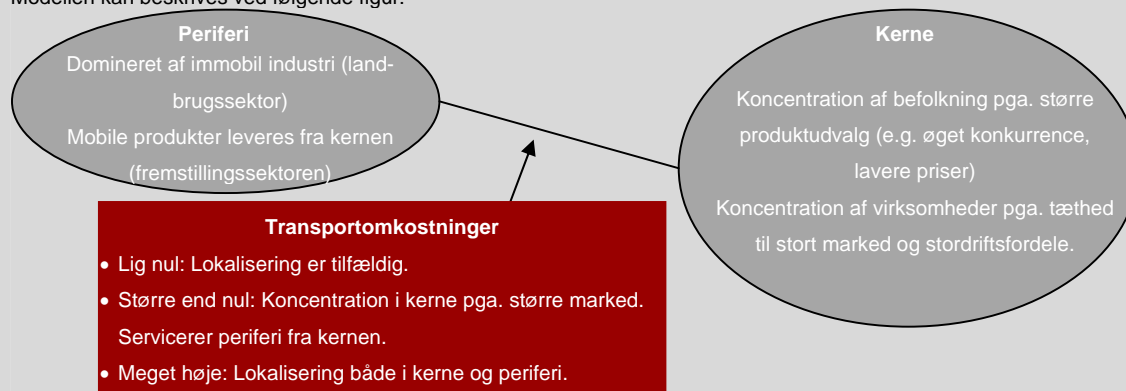 Modellen kan beskrives ved følgende figur:
Periferi
Domineret af immobil industri (land-
brugssektor)
Mobile produkter leveres fra kernen
(fremstillingssektoren)
Kerne
Koncentration af befolkning pga. større
produktudvalg (e.g. øget konkurrence,
lavere priser)
Koncentration af virksomheder pga. tæthed
til stort marked og stordriftsfordele.
Transportomkostninger
• Lig nul: Lokalisering er tilfældig.
• Større end nul: Koncentration i kerne pga. større marked.
Servicerer periferi fra kernen.
• Meget høje: Lokalisering både i kerne og periferi.